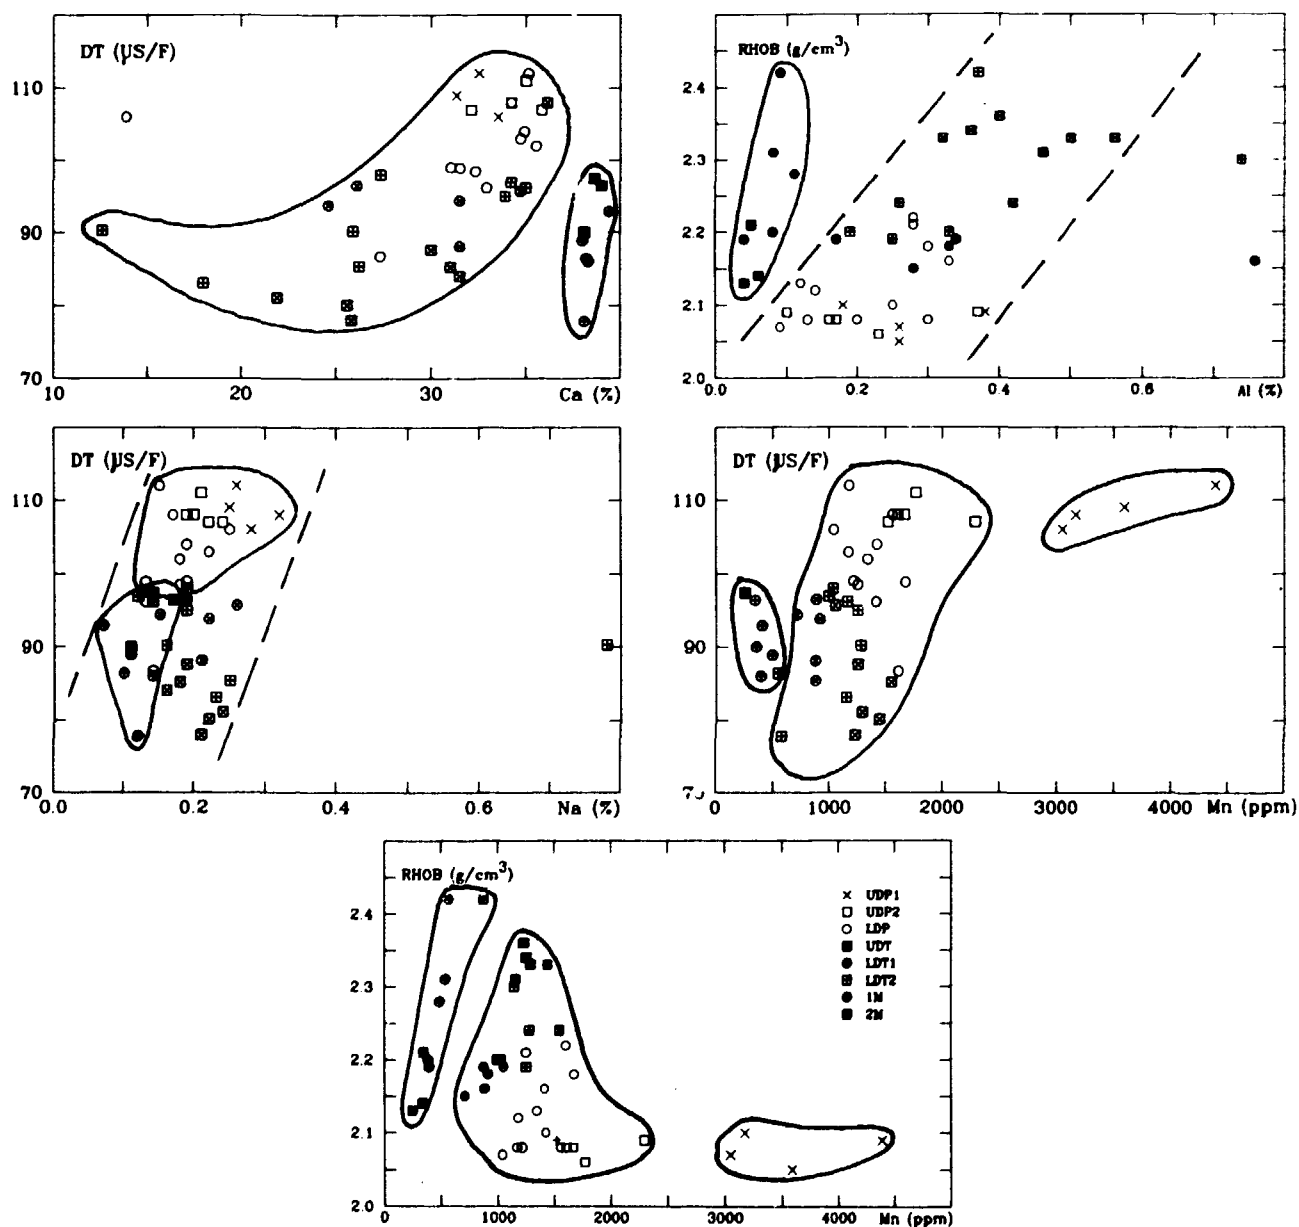 DT (µS/F)
110
90
70
10 20 30 Ca (%)
RHOB (g/cm³)
2.4
2.3
2.2
2.1
2.0
0.0 0.2 0.4 0.6 Al (%)
DT (µS/F)
110
90
70
0.0 0.2 0.4 0.6 Na (%)
DT (µS/F)
110
90
0 1000 2000 3000 4000 Mn (ppm)
RHOB (g/cm³)
2.4
2.3
2.2
2.1
2.0
0 1000 2000 3000 4000 Mn (ppm)
UDP1
UDP2
LDP
UDT
LDT1
LDT2
1M
2M